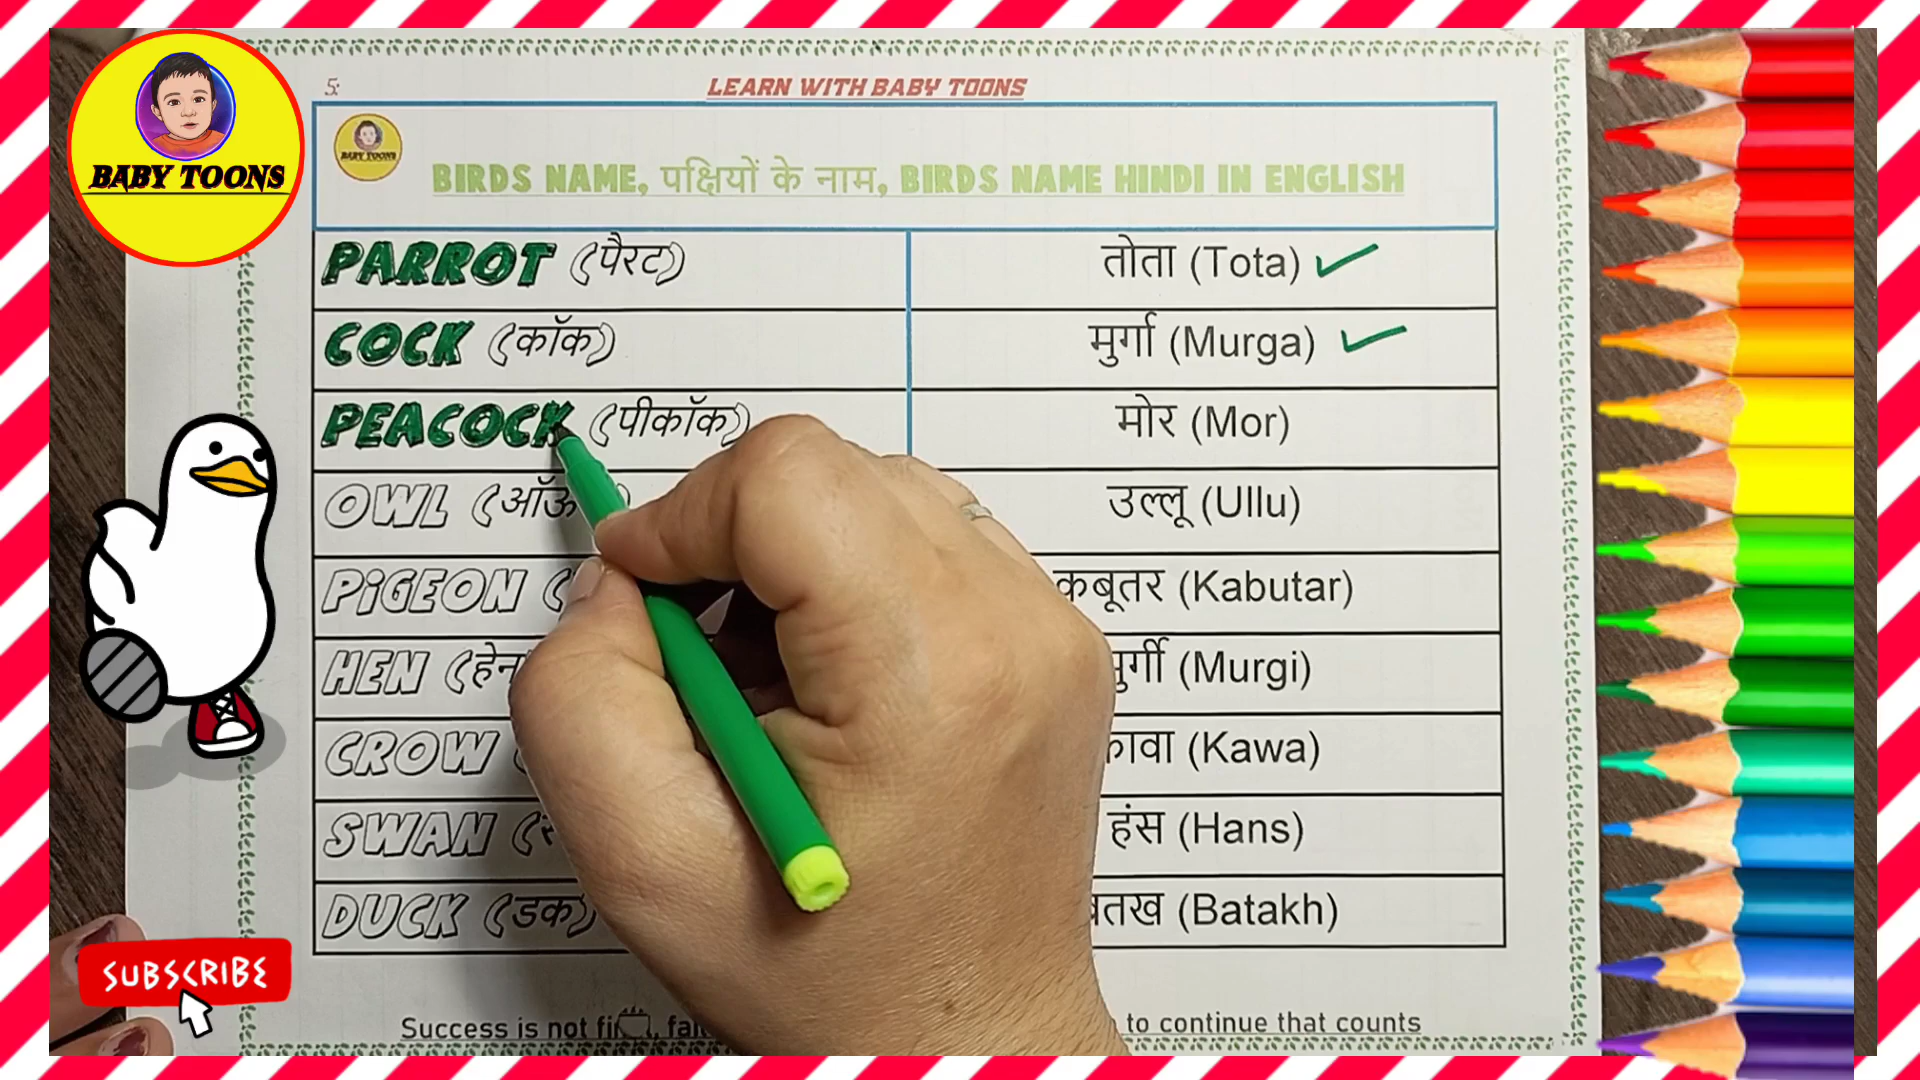 BABY TOONS
5:
LEARN WITH BABY TOONS
BABY TOONS
BIRDS NAME, पक्षियों के नाम, BIRDS NAME HINDI IN ENGLISH
PARROT (पैरट) तोता (Tota)
COCK (कॉक) मुर्गा (Murga)
PEACOCK (पीकॉक) मोर (Mor)
OWL उल्लू (Ullu)
PiGEON कबूतर (Kabutar)
HEN (हेन (Murgi)
CROW (Kawa)
SWAN हंस (Hans)
DUCK (डक) (Batakh)
SUBSCRIBE
Success is not to continue that counts